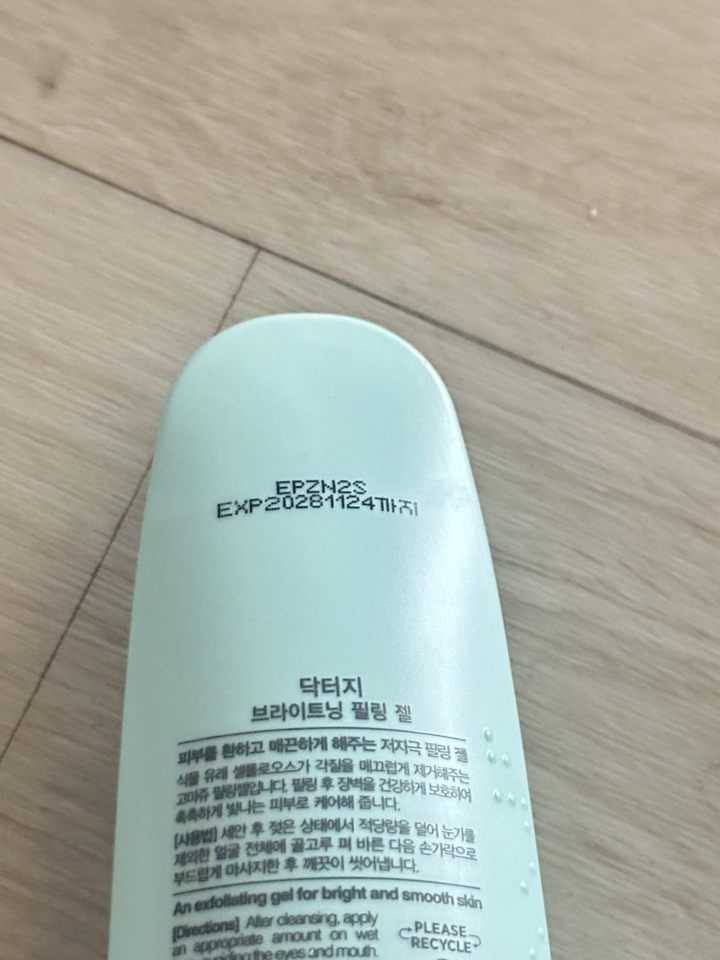 EPZN2S
EXP20281124까지
닥터지
브라이트닝 필링 젤
피부를 환하고 매끈하게 해주는 저자극 필링 젤
식물 유래 셀룰로오스가 각질을 매끄럽게 제거해주는
고마쥬 필링젤입니다. 필링 후 장벽을 건강하게 보호하여
촉촉하게 빛나는 피부로 케어해 줍니다.
[사용법] 세안 후 젖은 상태에서 적당량을 덜어 눈가를
제외한 얼굴 전체에 골고루 펴 바른 다음 손가락으로
부드럽게 마사지한 후 깨끗이 씻어냅니다.
An exfoliating gel for bright and smooth skin
[Directions] After cleansing, apply
an appropriate amount on wet
the eyes and mouth.
PLEASE
RECYCLE